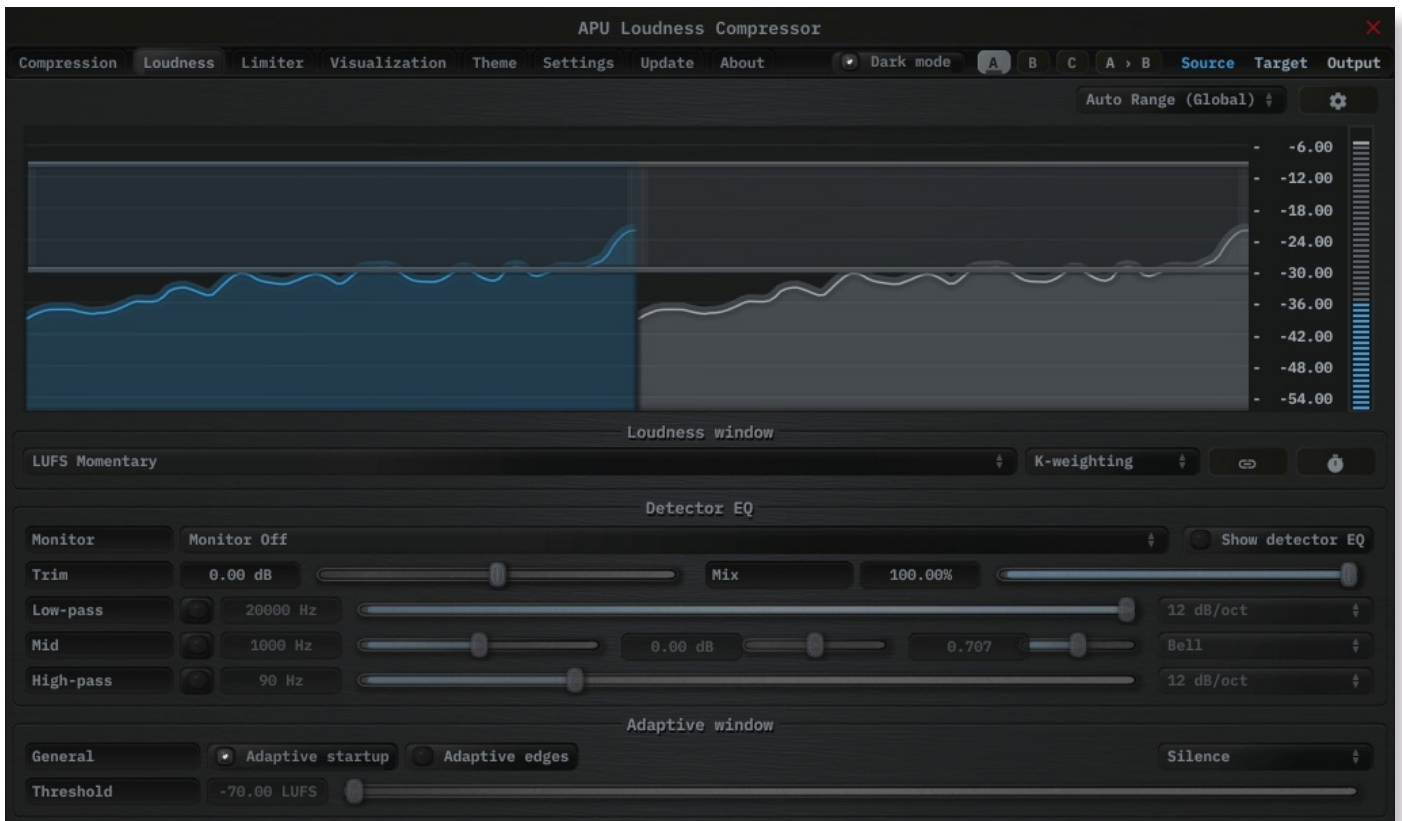 APU Loudness Compressor
Compression Loudness Limiter Visualization Theme Settings Update About Dark mode A B C A › B Source Target Output
Auto Range (Global)
- -6.00
- -12.00
- -18.00
- -24.00
- -30.00
- -36.00
- -42.00
- -48.00
- -54.00
Loudness window
LUFS Momentary K-weighting
Detector EQ
Monitor Monitor Off Show detector EQ
Trim 0.00 dB Mix 100.00%
Low-pass 20000 Hz 12 dB/oct
Mid 1000 Hz 0.00 dB 0.707 Bell
High-pass 90 Hz 12 dB/oct
Adaptive window
General Adaptive startup Adaptive edges Silence
Threshold -70.00 LUFS